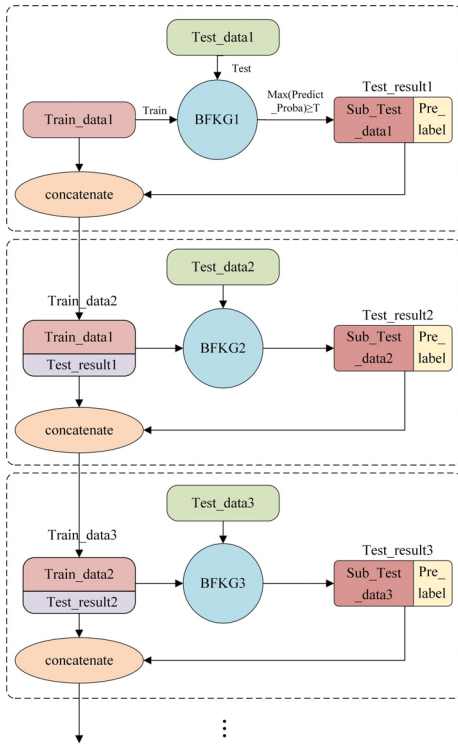 Test_data1
Test
Max(Predict
_Proba)≥T
Test_result1
Train_data1
Train
BFKG1
Sub_Test
_data1
Pre_
label
concatenate
Test_data2
Train_data2
Test_result2
Train_data1
Test_result1
BFKG2
Sub_Test
_data2
Pre_
label
concatenate
Test_data3
Train_data3
Test_result3
Train_data2
Test_result2
BFKG3
Sub_Test
_data3
Pre_
label
concatenate
⋮